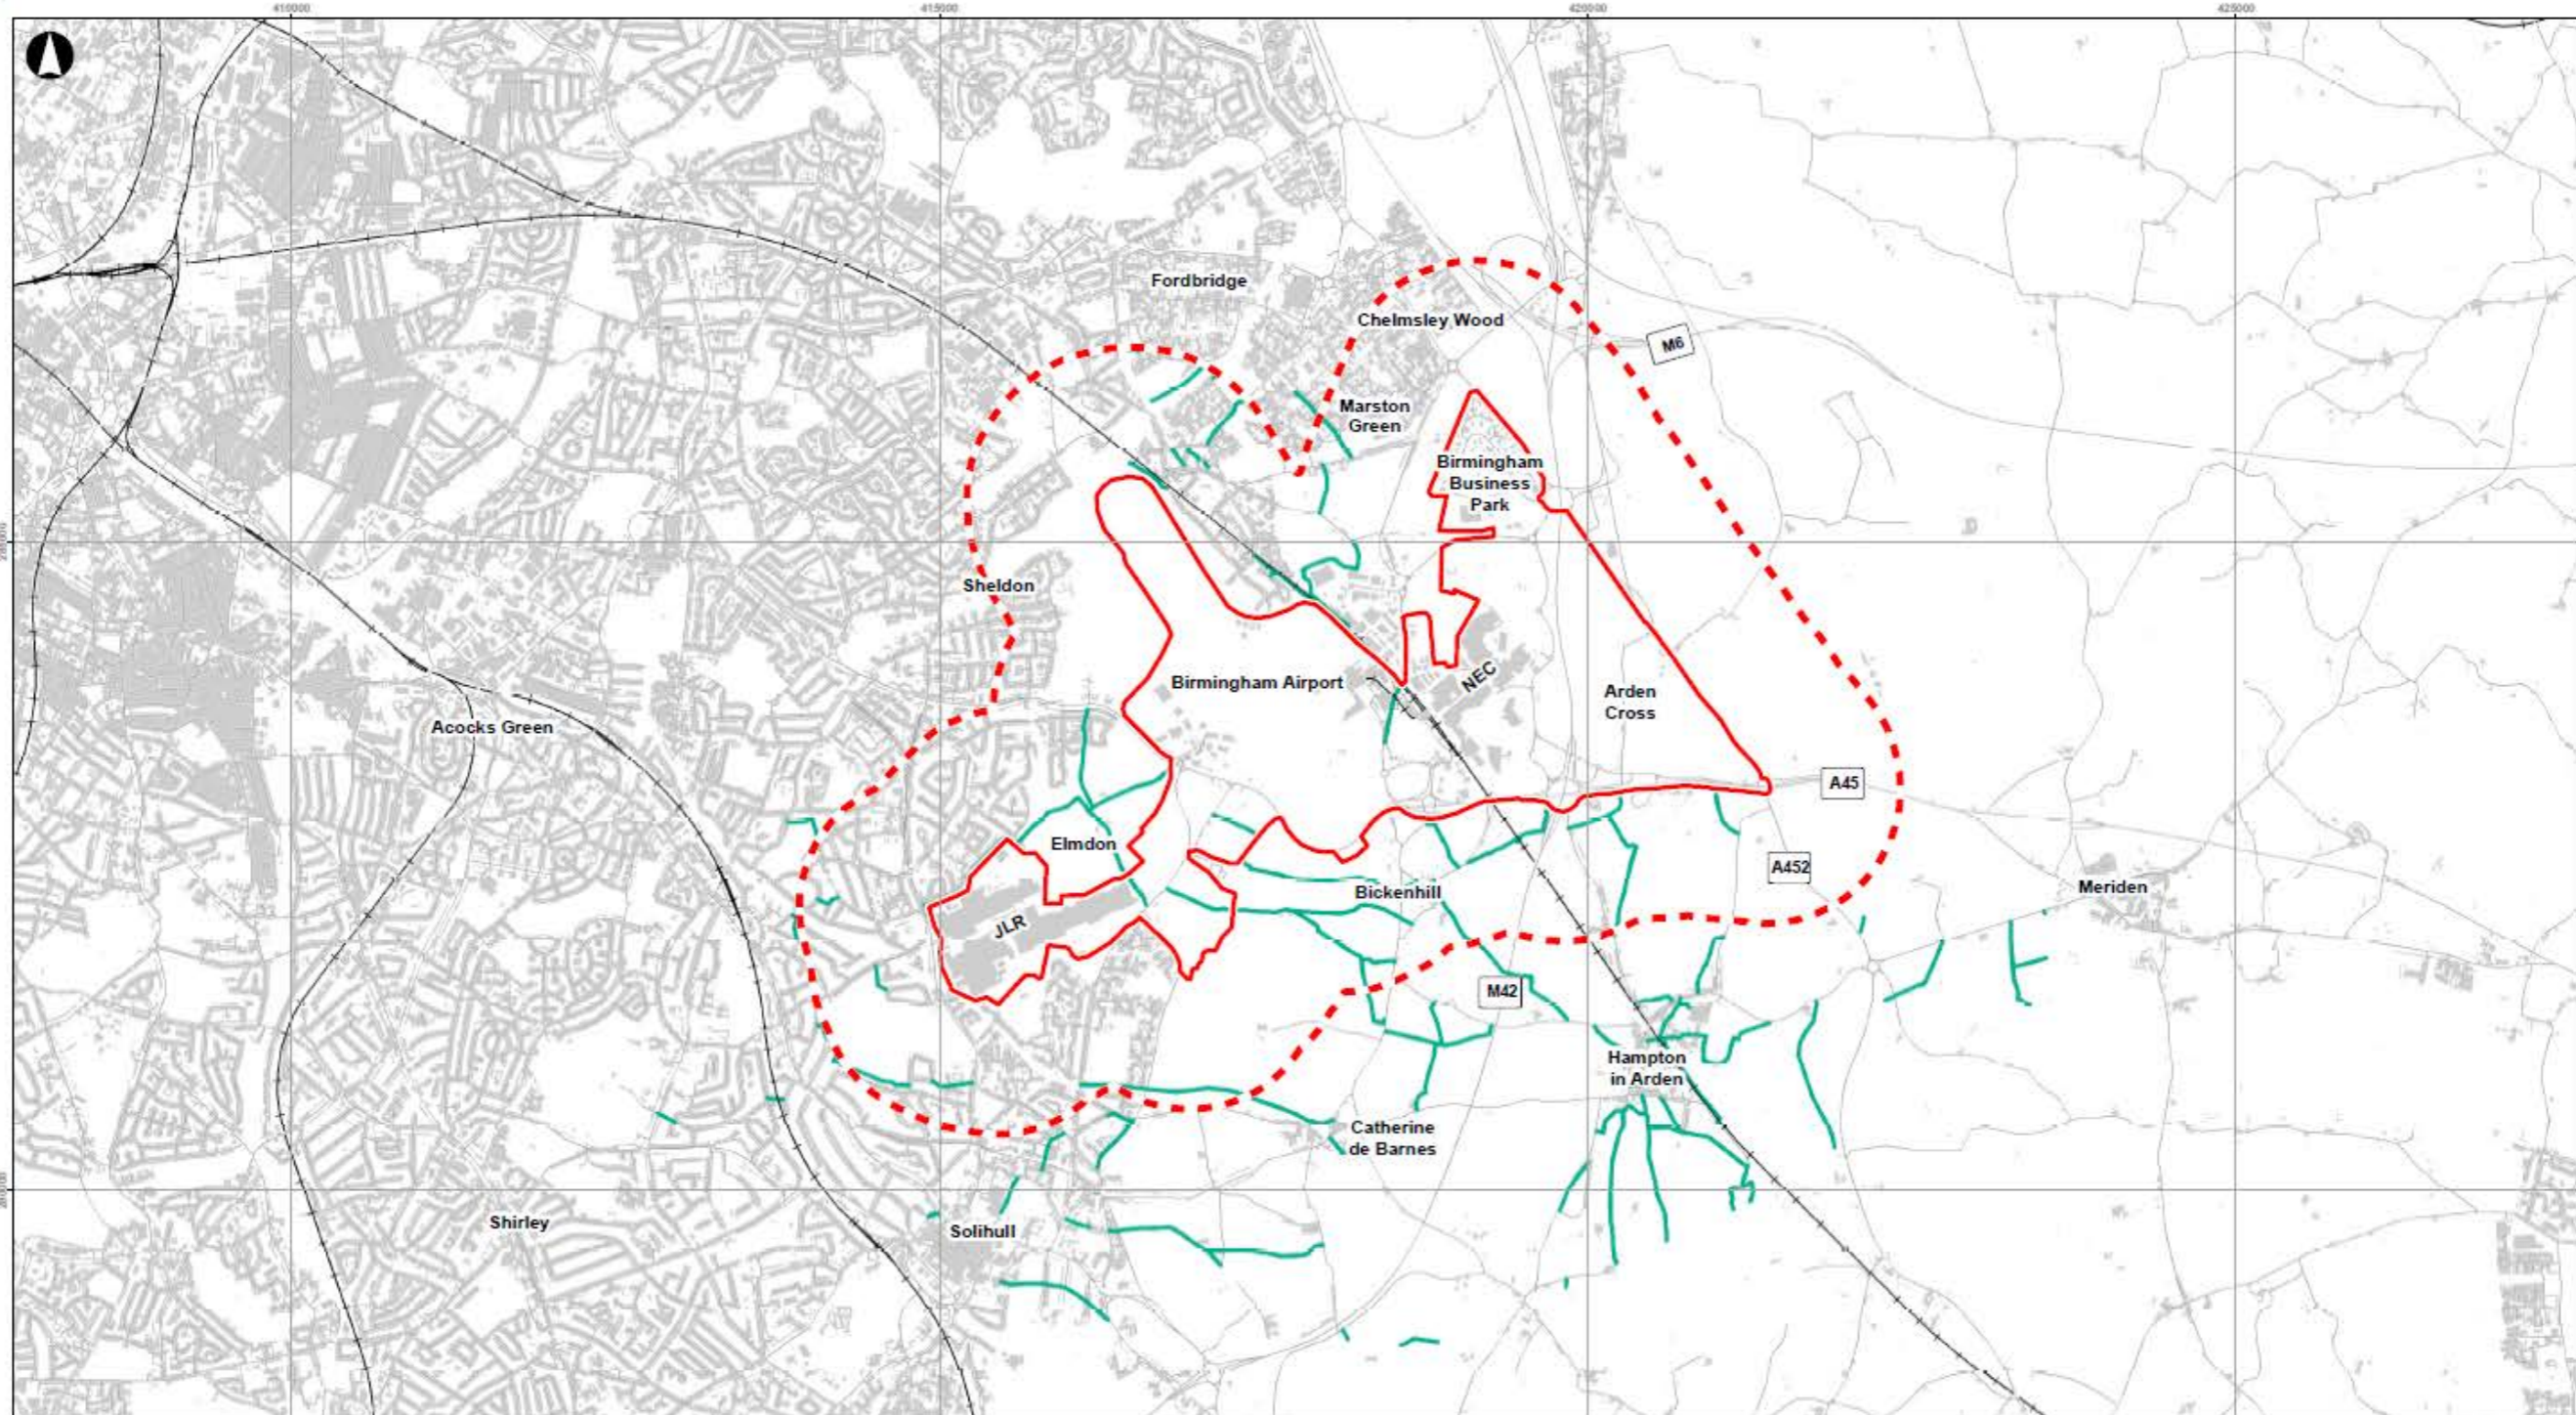 410000
415000
420000
425000
Fordbridge
Chelmsley Wood
M6
Marston
Green
Birmingham
Business
Park
Sheldon
Birmingham Airport
NEC
Arden
Cross
Acocks Green
A45
Elmdon
A452
Bickenhill
Meriden
JLR
M42
Hampton
in Arden
Catherine
de Barnes
Shirley
Solihull